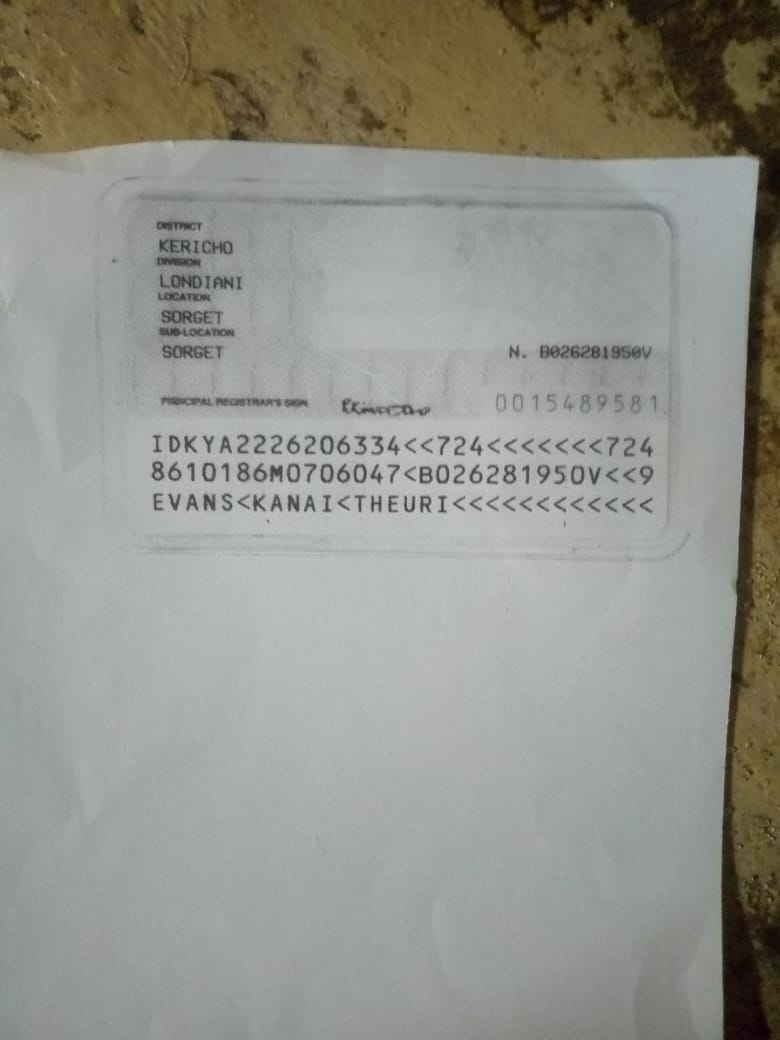 DISTRICT
KERICHO
DIVISION
LONDIANI
LOCATION
SORGET
SUB-LOCATION
SORGET
N. B026281950V
PRINCIPAL REGISTRAR'S SIGN.
0015489581
IDKYA2226206334<<724<<<<<<<724
8610186M0706047<B026281950V<<9
EVANS<KANAI<THEURI<<<<<<<<<<<<